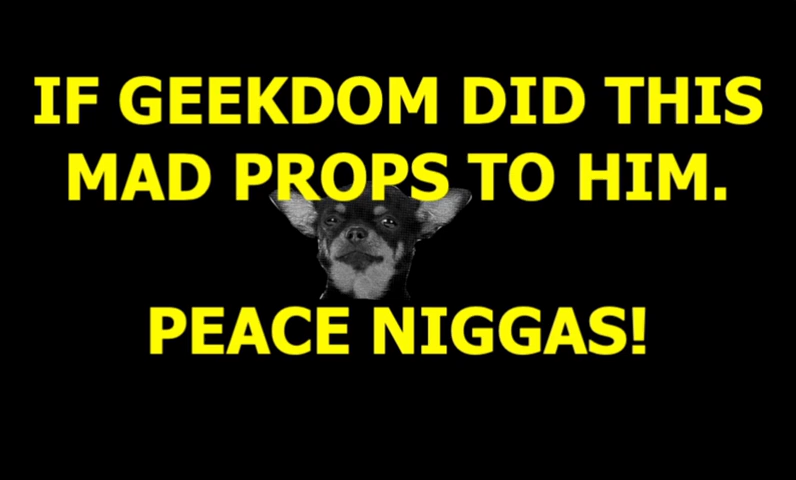 IF GEEKDOM DID THIS
MAD PROPS TO HIM.
PEACE NIGGAS!